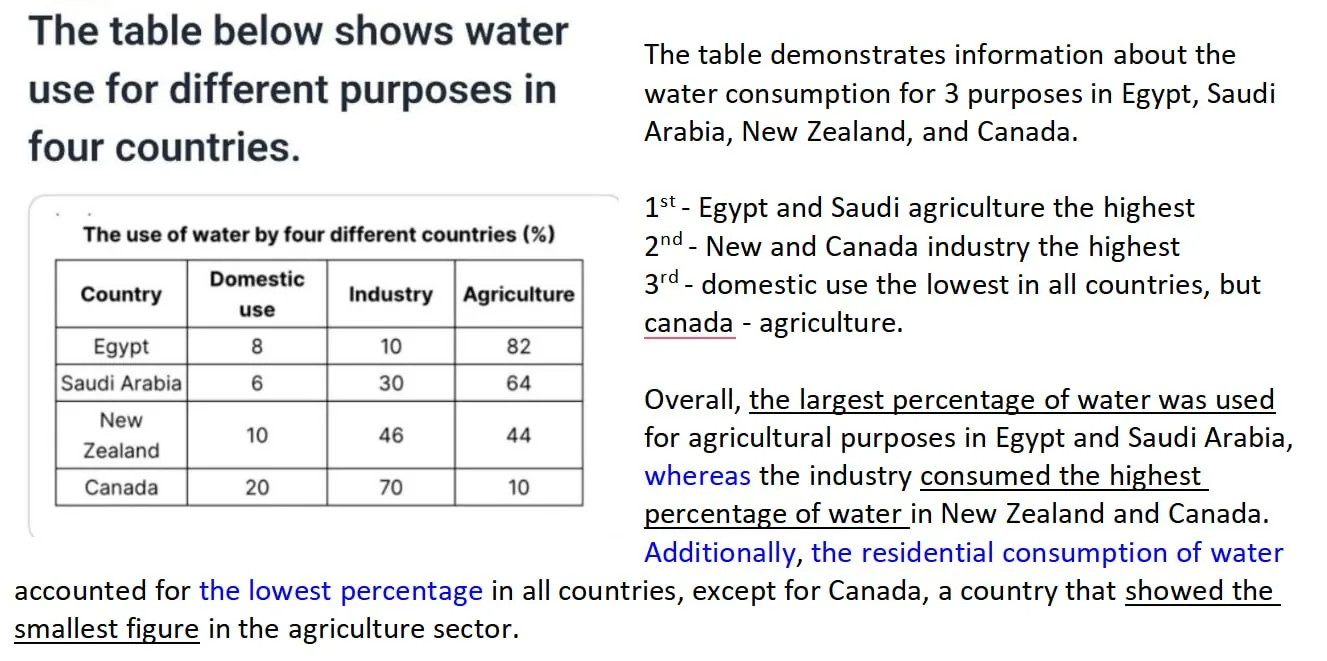 The table below shows water
use for different purposes in
four countries.
The use of water by four different countries (%)
Country Domestic use Industry Agriculture
Egypt 8 10 82
Saudi Arabia 6 30 64
New Zealand 10 46 44
Canada 20 70 10
The table demonstrates information about the
water consumption for 3 purposes in Egypt, Saudi
Arabia, New Zealand, and Canada.
1st - Egypt and Saudi agriculture the highest
2nd - New and Canada industry the highest
3rd - domestic use the lowest in all countries, but
canada - agriculture.
Overall, the largest percentage of water was used
for agricultural purposes in Egypt and Saudi Arabia,
whereas the industry consumed the highest
percentage of water in New Zealand and Canada.
Additionally, the residential consumption of water
accounted for the lowest percentage in all countries, except for Canada, a country that showed the
smallest figure in the agriculture sector.